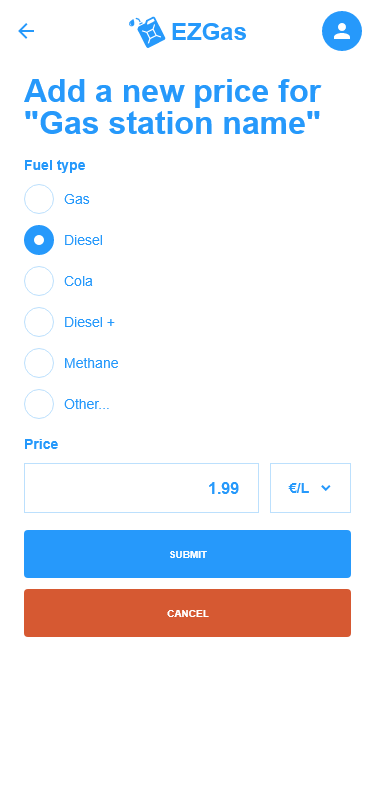 EZGas
Add a new price for
"Gas station name"
Fuel type
Gas
Diesel
Cola
Diesel +
Methane
Other...
Price
1.99
€/L
SUBMIT
CANCEL